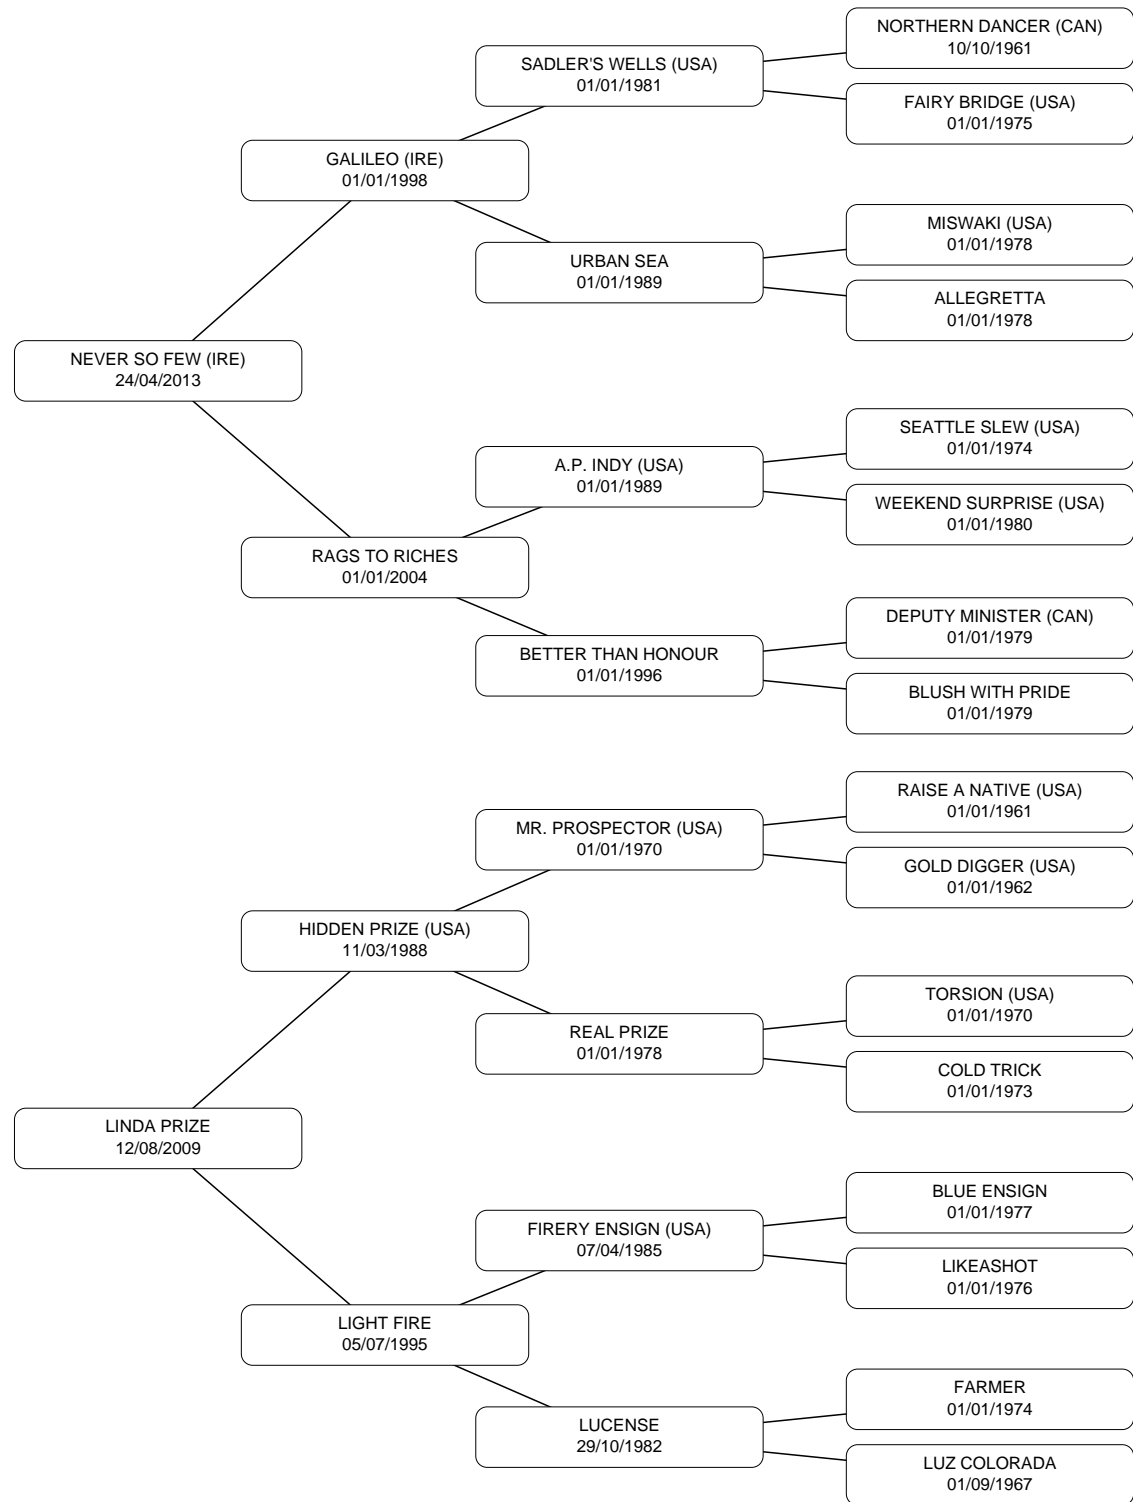 NORTHERN DANCER (CAN)
10/10/1961
SADLER'S WELLS (USA)
01/01/1981
FAIRY BRIDGE (USA)
01/01/1975
GALILEO (IRE)
01/01/1998
MISWAKI (USA)
01/01/1978
URBAN SEA
01/01/1989
ALLEGRETTA
01/01/1978
NEVER SO FEW (IRE)
24/04/2013
SEATTLE SLEW (USA)
01/01/1974
A.P. INDY (USA)
01/01/1989
WEEKEND SURPRISE (USA)
01/01/1980
RAGS TO RICHES
01/01/2004
DEPUTY MINISTER (CAN)
01/01/1979
BETTER THAN HONOUR
01/01/1996
BLUSH WITH PRIDE
01/01/1979
RAISE A NATIVE (USA)
01/01/1961
MR. PROSPECTOR (USA)
01/01/1970
GOLD DIGGER (USA)
01/01/1962
HIDDEN PRIZE (USA)
11/03/1988
TORSION (USA)
01/01/1970
REAL PRIZE
01/01/1978
COLD TRICK
01/01/1973
LINDA PRIZE
12/08/2009
BLUE ENSIGN
01/01/1977
FIRERY ENSIGN (USA)
07/04/1985
LIKEASHOT
01/01/1976
LIGHT FIRE
05/07/1995
FARMER
01/01/1974
LUCENSE
29/10/1982
LUZ COLORADA
01/09/1967